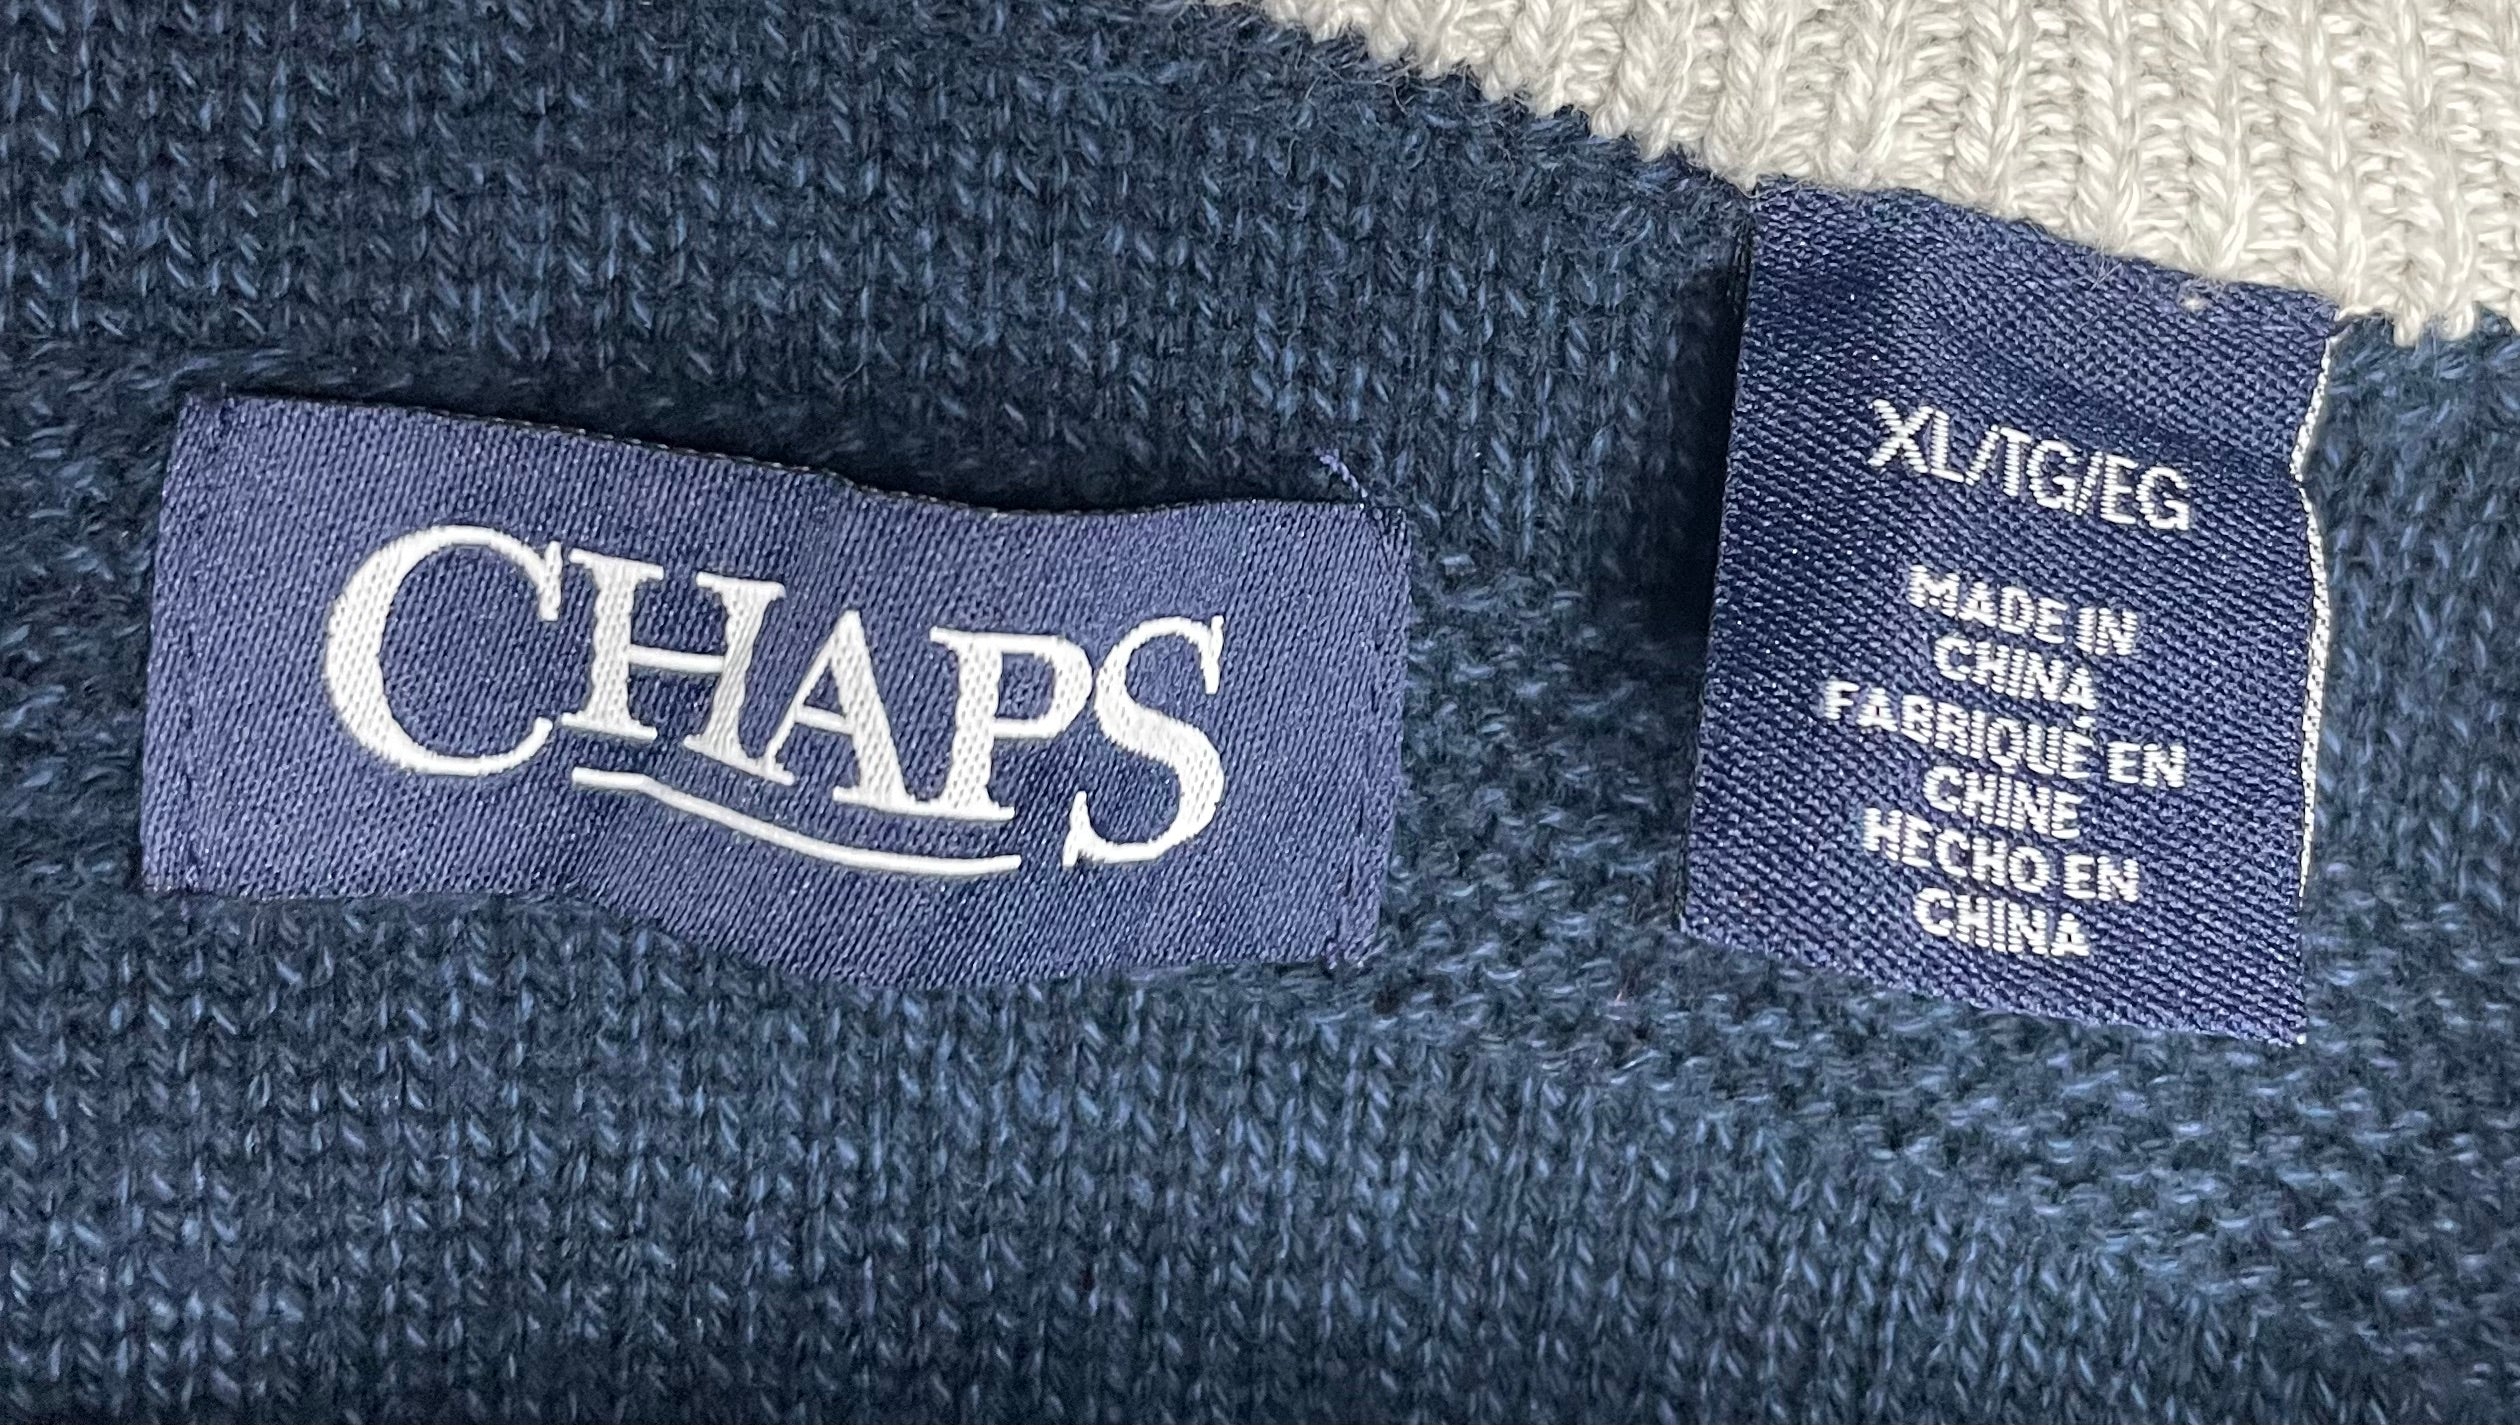 CHAPS
XL/TG/EG
MADE IN
CHINA
FABRIQUÉ EN
CHINE
HECHO EN
CHINA